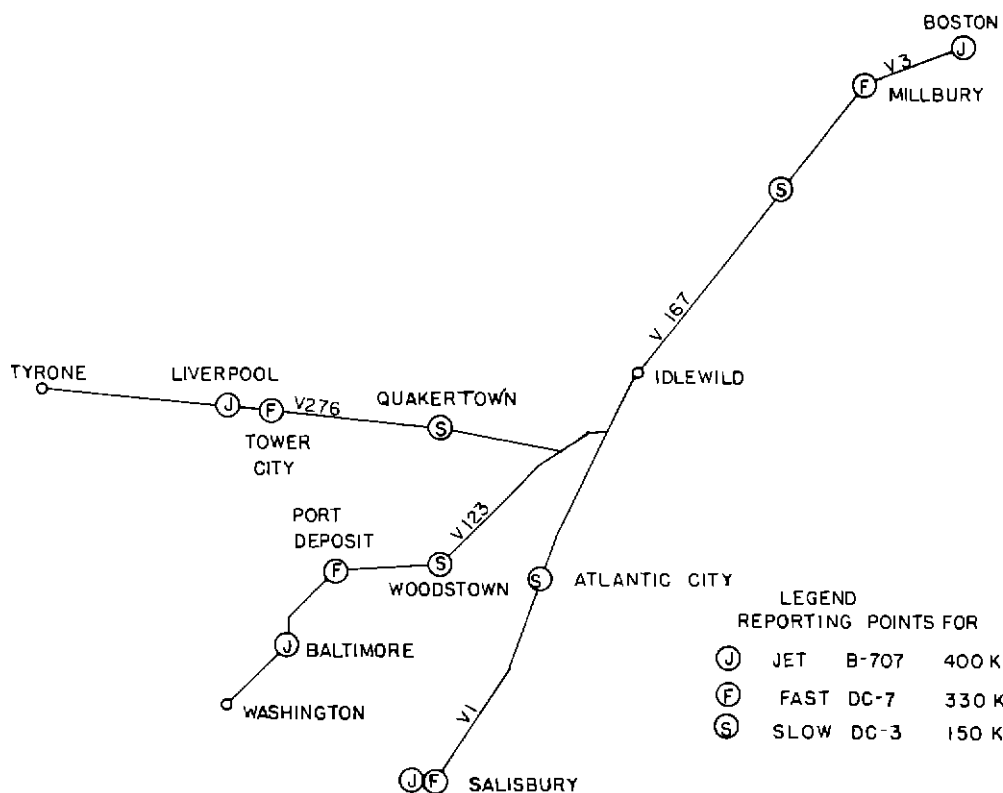 BOSTON
J
V3
F
MILLBURY
S
V 167
TYRONE
LIVERPOOL
J
F
V276
TOWER
CITY
QUAKERTOWN
S
IDLEWILD
PORT
DEPOSIT
F
V123
S
WOODSTOWN
S
ATLANTIC CITY
J
BALTIMORE
WASHINGTON
V1
J F
SALISBURY
LEGEND
REPORTING POINTS FOR
J JET B-707 400 K
F FAST DC-7 330 K
S SLOW DC-3 150 K